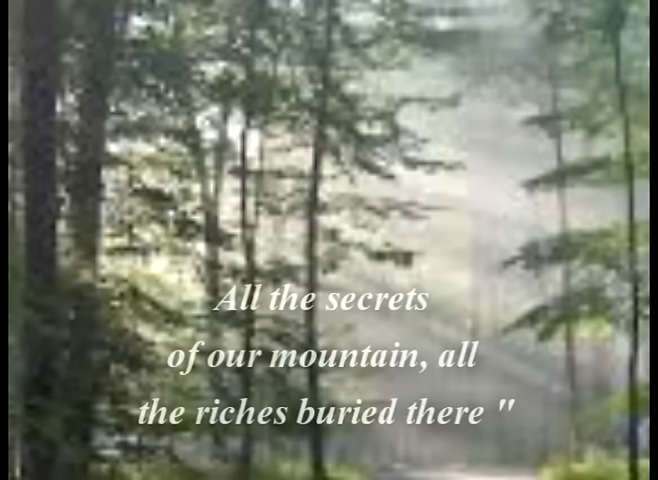 All the secrets
of our mountain, all
the riches buried there "